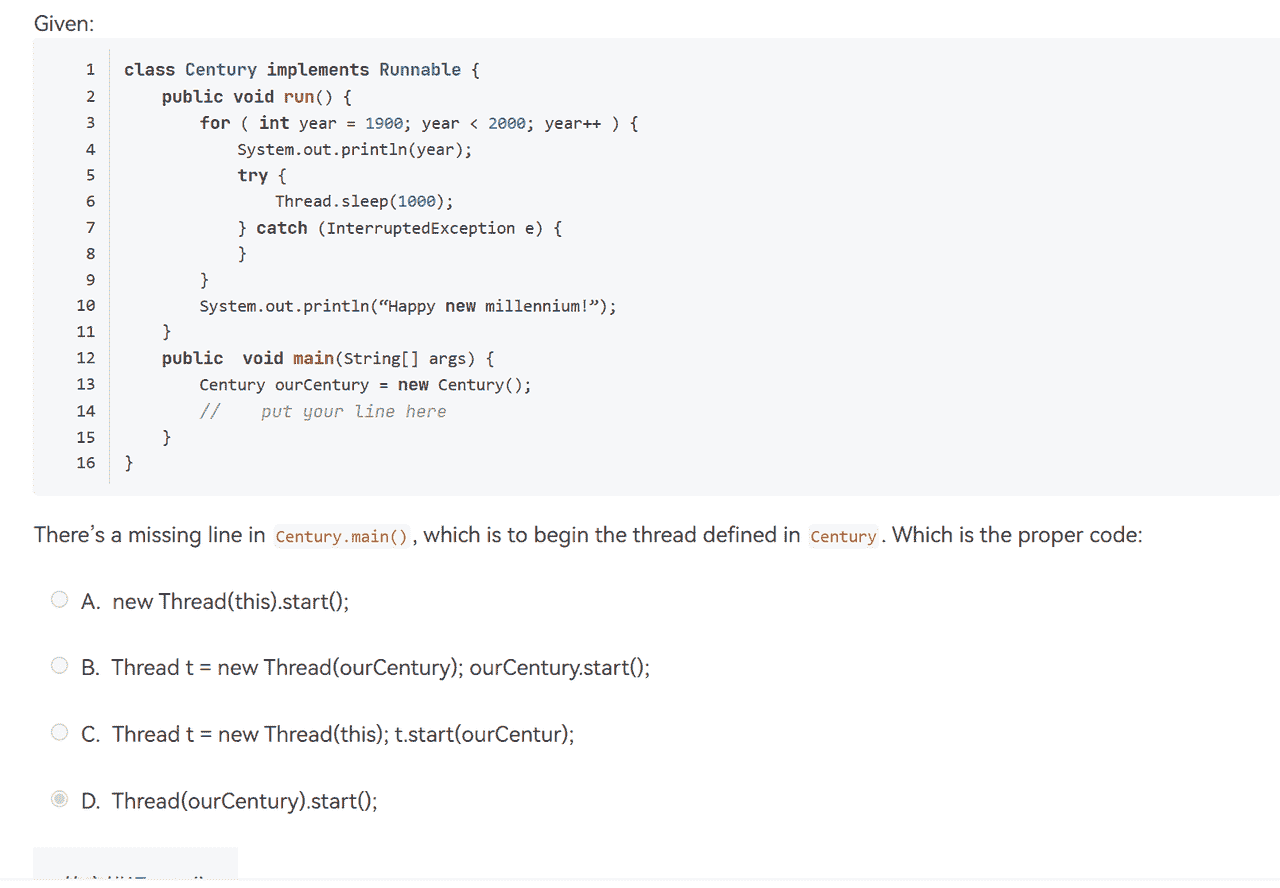 Given:
1 class Century implements Runnable {
2 public void run() {
3 for ( int year = 1900; year < 2000; year++ ) {
4 System.out.println(year);
5 try {
6 Thread.sleep(1000);
7 } catch (InterruptedException e) {
8 }
9 }
10 System.out.println(“Happy new millennium!”);
11 }
12 public  void main(String[] args) {
13 Century ourCentury = new Century();
14 //    put your line here
15 }
16 }
There’s a missing line in Century.main(), which is to begin the thread defined in Century. Which is the proper code:
A. new Thread(this).start();
B. Thread t = new Thread(ourCentury); ourCentury.start();
C. Thread t = new Thread(this); t.start(ourCentur);
D. Thread(ourCentury).start();